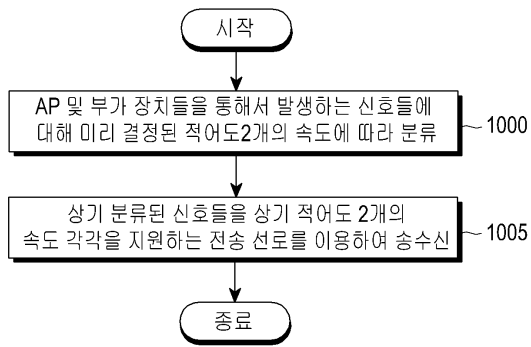 시작
AP 및 부가 장치들을 통해서 발생하는 신호들에
대해 미리 결정된 적어도2개의 속도에 따라 분류
1000
상기 분류된 신호들을 상기 적어도 2개의
속도 각각을 지원하는 전송 선로를 이용하여 송수신
1005
종료